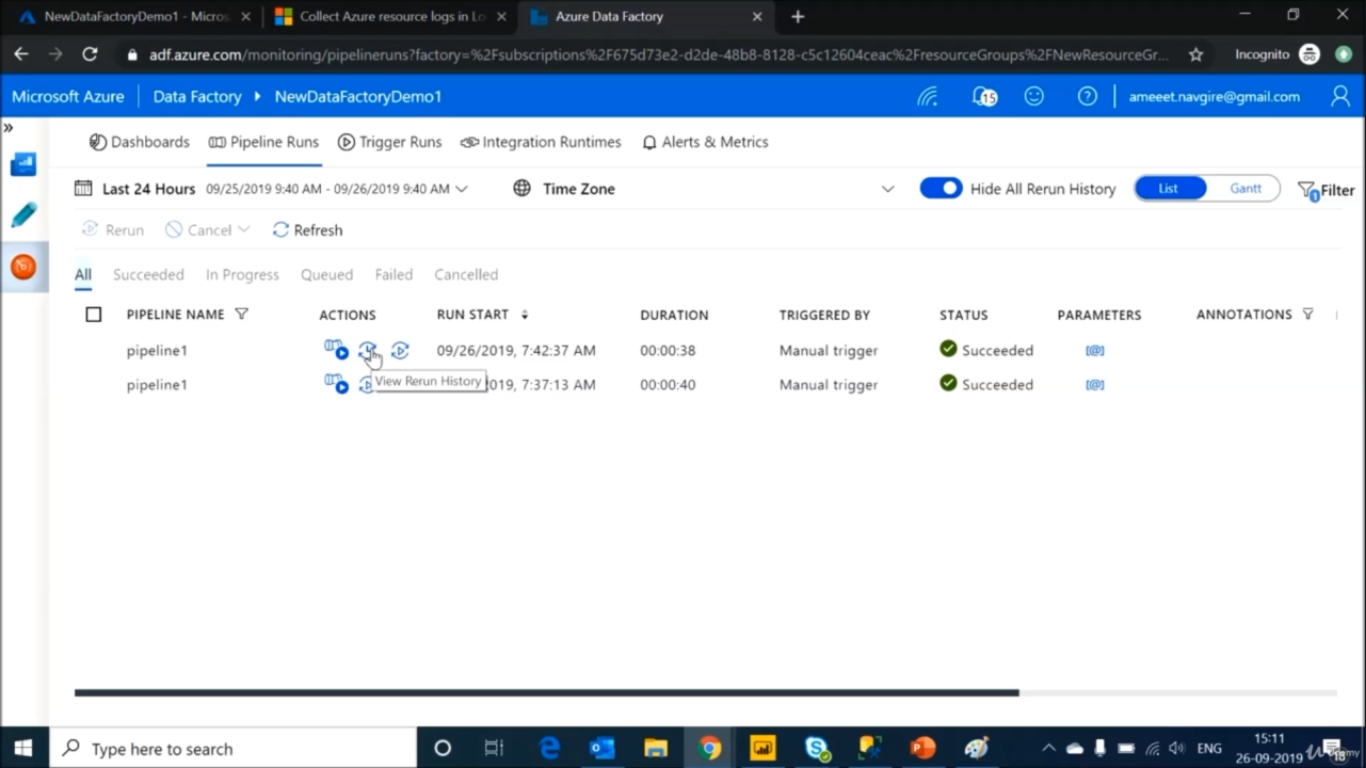 NewDataFactoryDemo1 - Micros
Collect Azure resource logs in Lo
Azure Data Factory
adf.azure.com/monitoring/pipelineruns?factory=%2Fsubscriptions%2F675d73e2-d2de-48b8-8128-c5c12604ceac%2FresourceGroups%2FNewResourceGr...
Incognito
Microsoft Azure
Data Factory
NewDataFactoryDemo1
15
ameeet.navgire@gmail.com
Dashboards
Pipeline Runs
Trigger Runs
Integration Runtimes
Alerts & Metrics
Last 24 Hours 09/25/2019 9:40 AM - 09/26/2019 9:40 AM
Time Zone
Hide All Rerun History
List
Gantt
1
Filter
Rerun
Cancel
Refresh
All
Succeeded
In Progress
Queued
Failed
Cancelled
PIPELINE NAME ACTIONS RUN START DURATION TRIGGERED BY STATUS PARAMETERS ANNOTATIONS
pipeline1 09/26/2019, 7:42:37 AM 00:00:38 Manual trigger Succeeded [@]
View Rerun History
pipeline1 2019, 7:37:13 AM 00:00:40 Manual trigger Succeeded [@]
Type here to search
ENG
15:11
26-09-2019
18